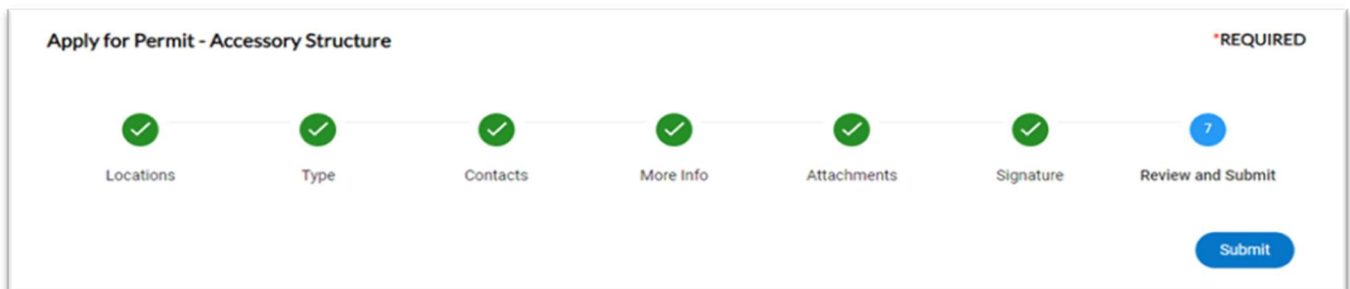 Apply for Permit - Accessory Structure
*REQUIRED
7
Locations
Type
Contacts
More Info
Attachments
Signature
Review and Submit
Submit